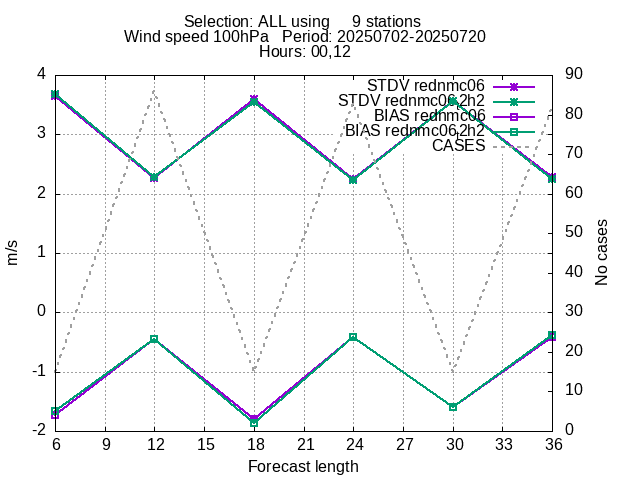 Selection: ALL using     9 stations
Wind speed 100hPa   Period: 20250702-20250720
Hours: 00,12
STDV rednmc06
STDV rednmc06_2h2
BIAS rednmc06
BIAS rednmc06_2h2
CASES
4
3
2
1
0
-1
-2
m/s
90
80
70
60
50
40
30
20
10
0
No cases
6 9 12 15 18 21 24 27 30 33 36
Forecast length